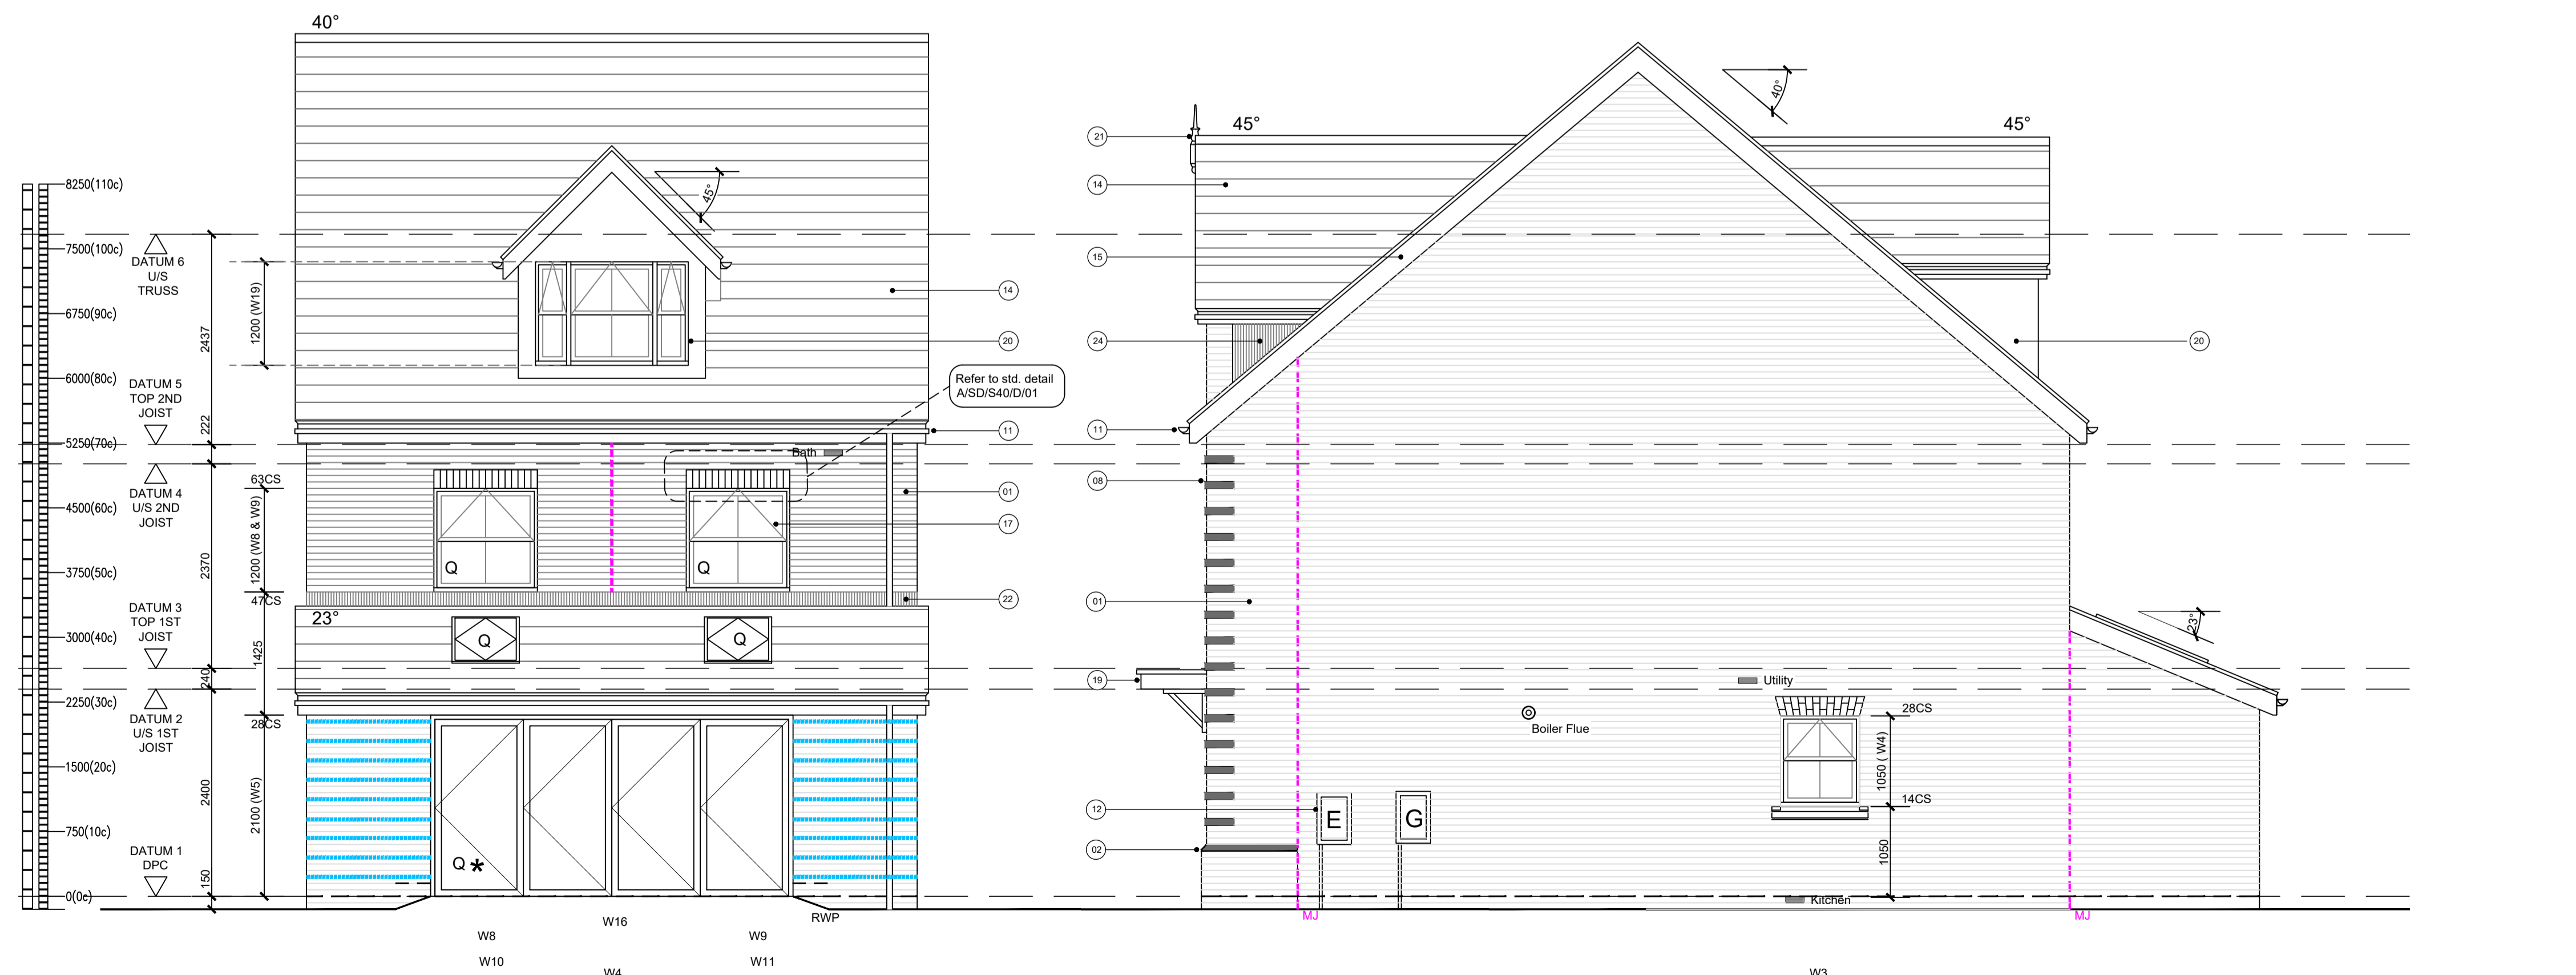 40°
8250(110c)
7500(100c)
6750(90c)
6000(80c)
5250(70c)
4500(60c)
3750(50c)
3000(40c)
2250(30c)
1500(20c)
750(10c)
0(0c)
DATUM 6
U/S
TRUSS
DATUM 5
TOP 2ND
JOIST
DATUM 4
U/S 2ND
JOIST
DATUM 3
TOP 1ST
JOIST
DATUM 2
U/S 1ST
JOIST
DATUM 1
DPC
2437
222
2370
240
2400
150
1200 (W19)
63CS
1200 (W8 & W9)
47CS
1425
28CS
2100 (W5)
45°
14
20
Refer to std. detail
A/SD/S40/D/01
11
Bath
01
17
Q
Q
22
23°
Q
Q
Q *
RWP
W16
W8
W9
W10
W11
W4
45°
40°
45°
21
14
15
24
20
11
08
01
23°
19
Utility
Boiler Flue
28CS
1050 ( W4)
14CS
1050
12
E
G
02
Kitchen
MJ
MJ
W3